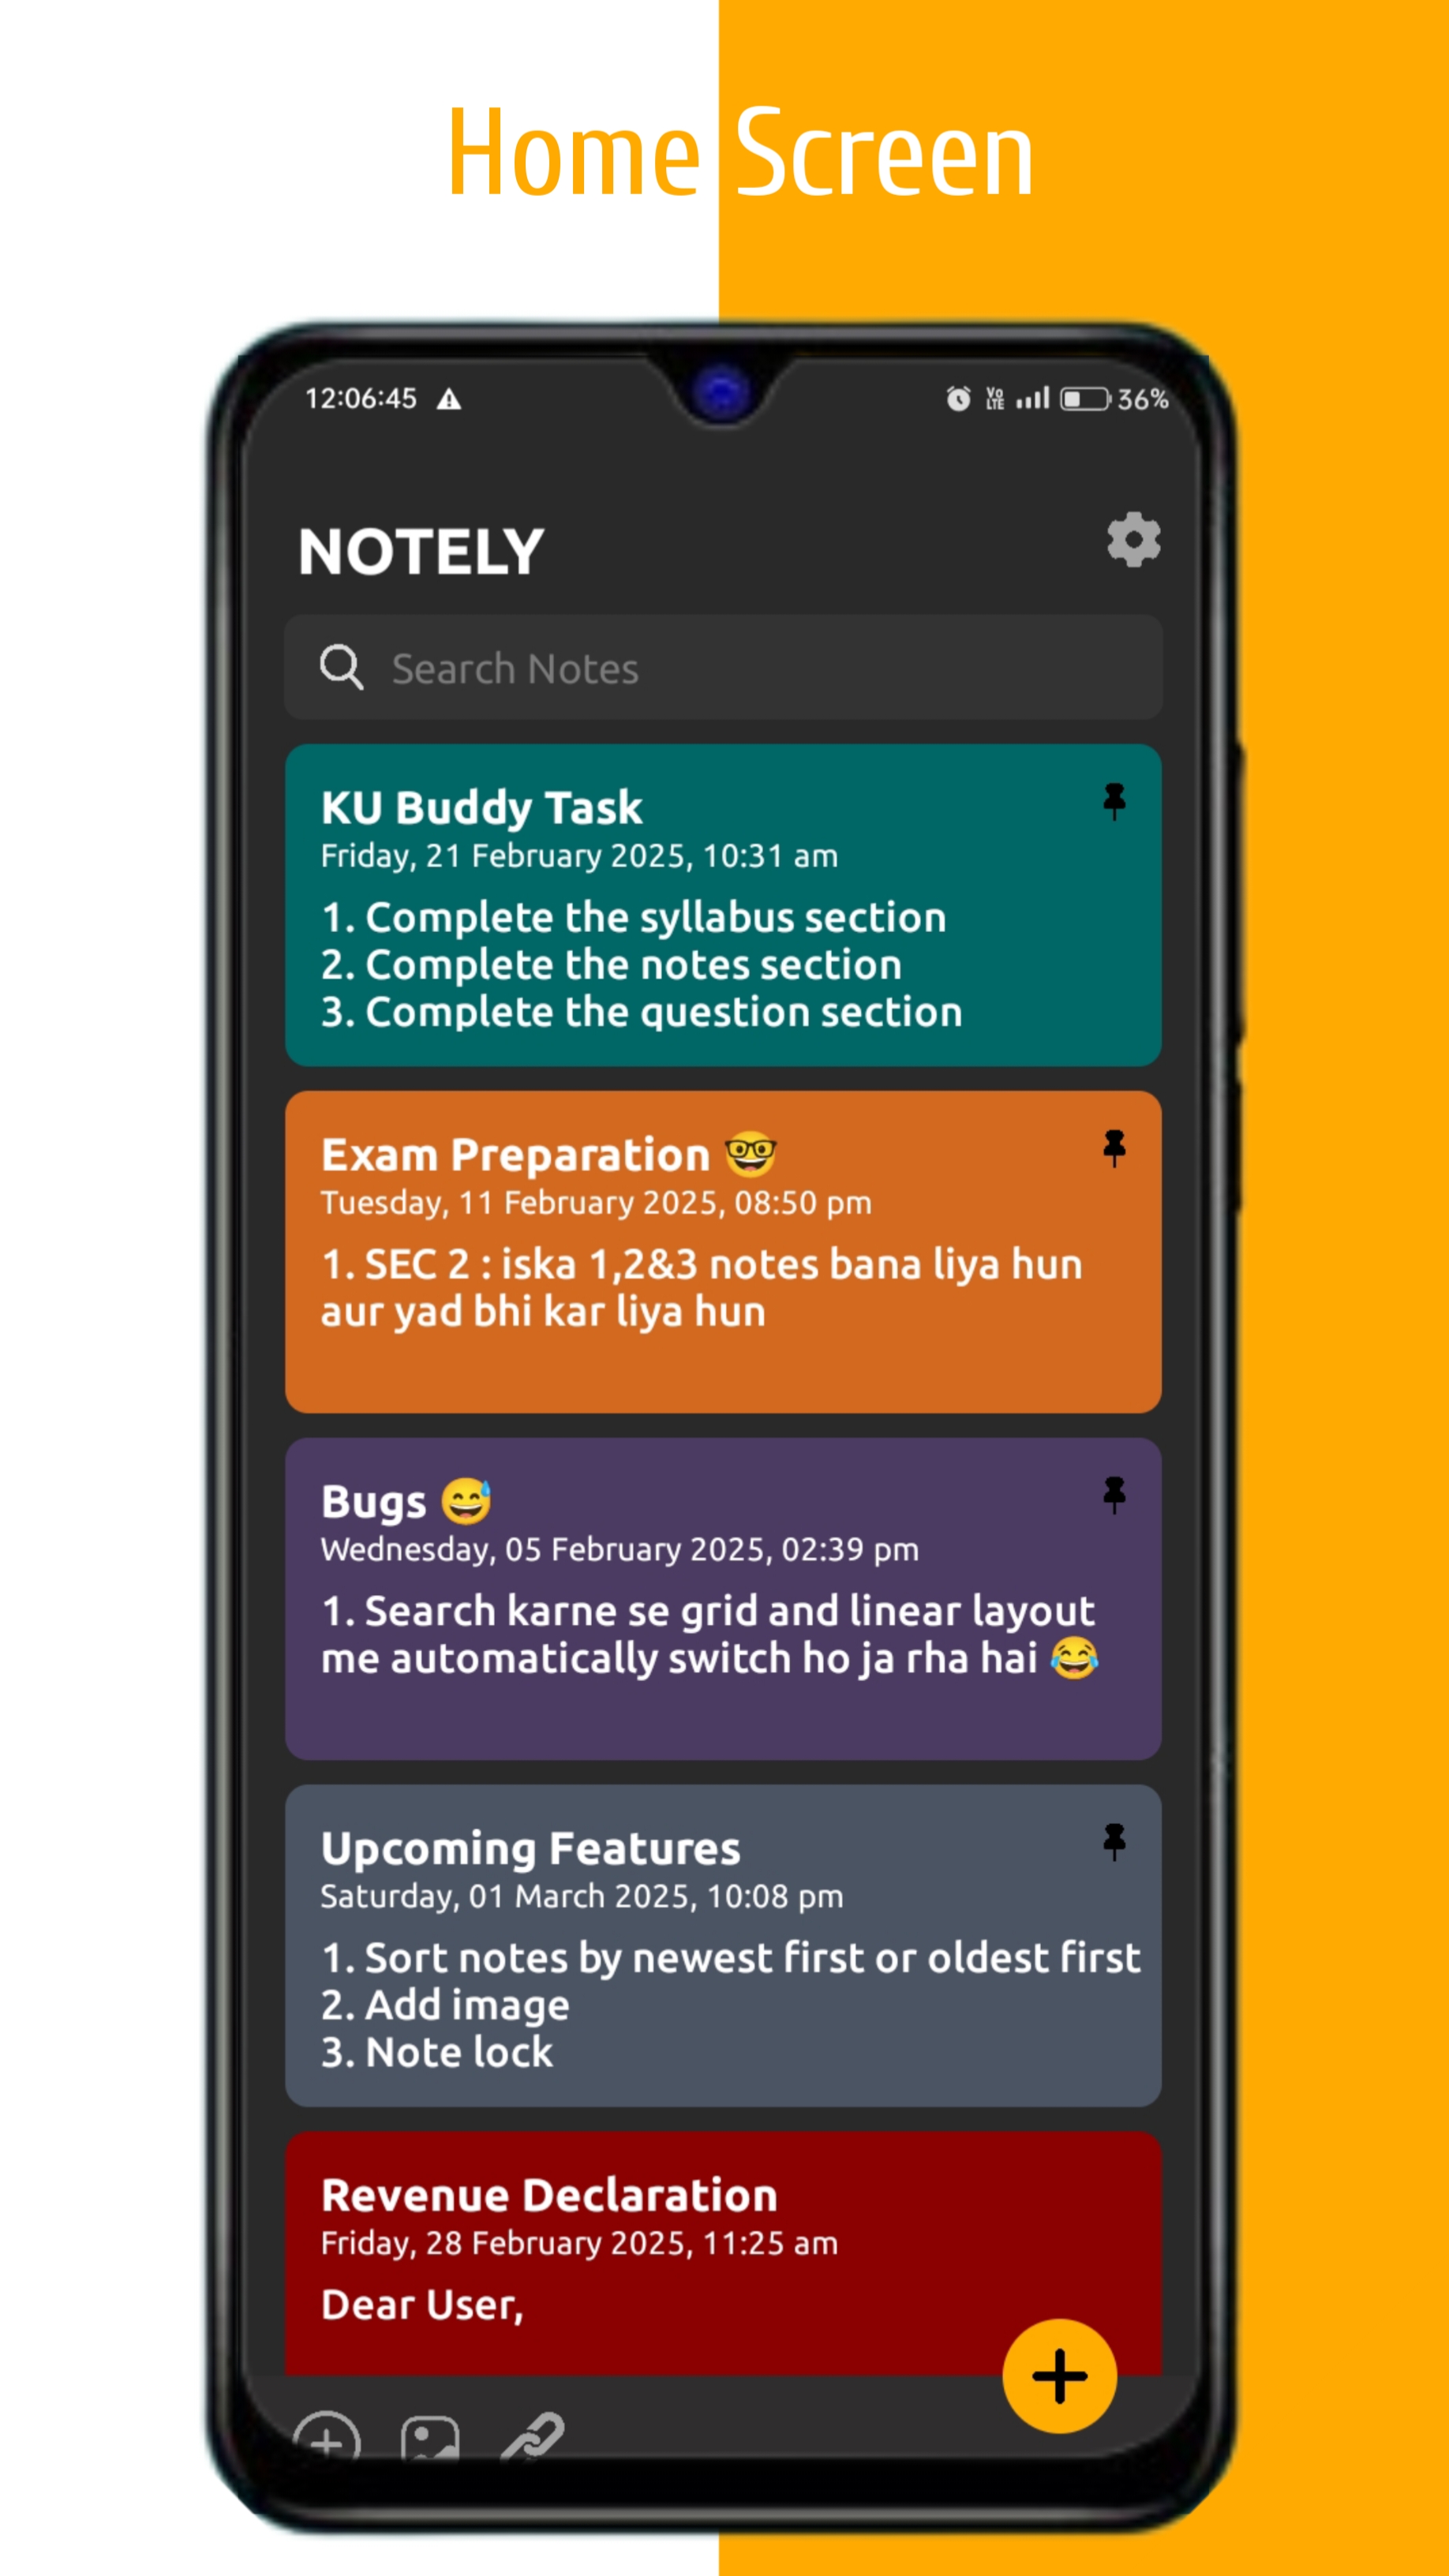 Home Screen
12:06:45
Vo LTE
36%
NOTELY
Search Notes
KU Buddy Task
Friday, 21 February 2025, 10:31 am
1. Complete the syllabus section
2. Complete the notes section
3. Complete the question section
Exam Preparation 🤓
Tuesday, 11 February 2025, 08:50 pm
1. SEC 2 : iska 1,2&3 notes bana liya hun
aur yad bhi kar liya hun
Bugs 😅
Wednesday, 05 February 2025, 02:39 pm
1. Search karne se grid and linear layout
me automatically switch ho ja rha hai 😂
Upcoming Features
Saturday, 01 March 2025, 10:08 pm
1. Sort notes by newest first or oldest first
2. Add image
3. Note lock
Revenue Declaration
Friday, 28 February 2025, 11:25 am
Dear User,